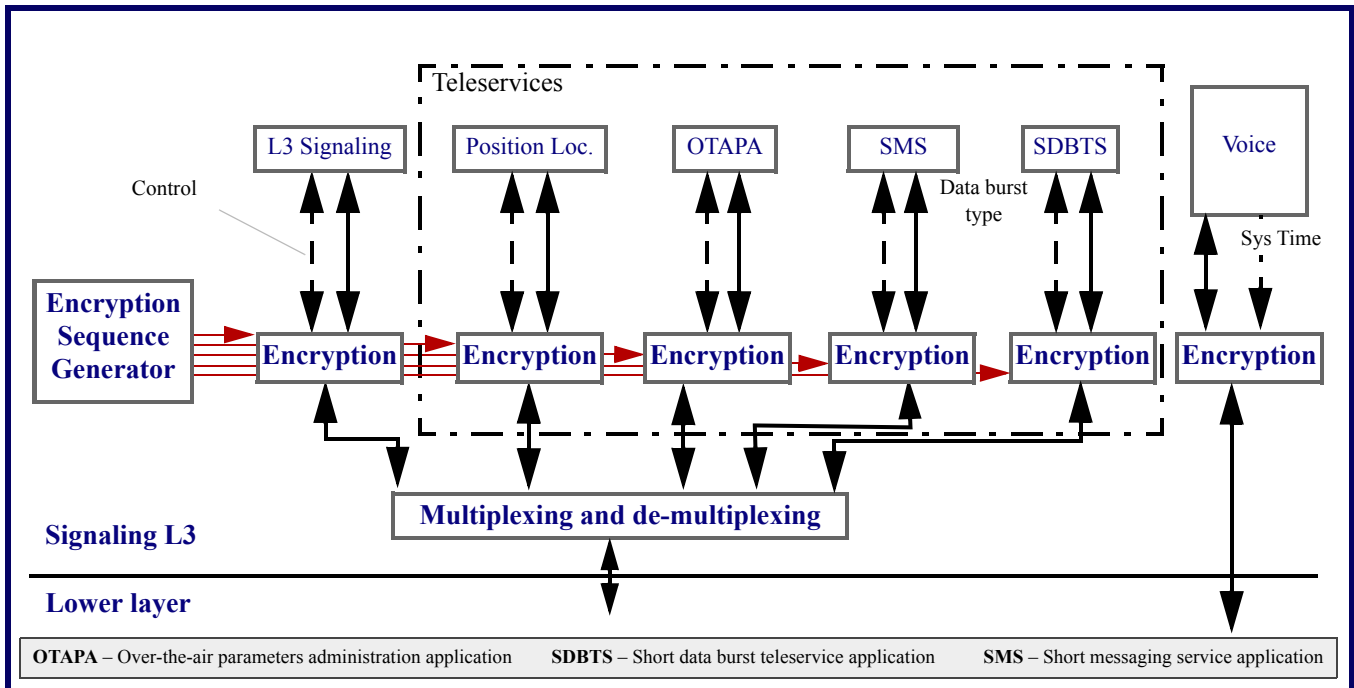 Teleservices
L3 Signaling
Position Loc.
OTAPA
SMS
SDBTS
Voice
Control
Data burst
type
Sys Time
Encryption
Sequence
Generator
Encryption
Encryption
Encryption
Encryption
Encryption
Encryption
Multiplexing and de-multiplexing
Signaling L3
Lower layer
OTAPA – Over-the-air parameters administration application SDBTS – Short data burst teleservice application SMS – Short messaging service application